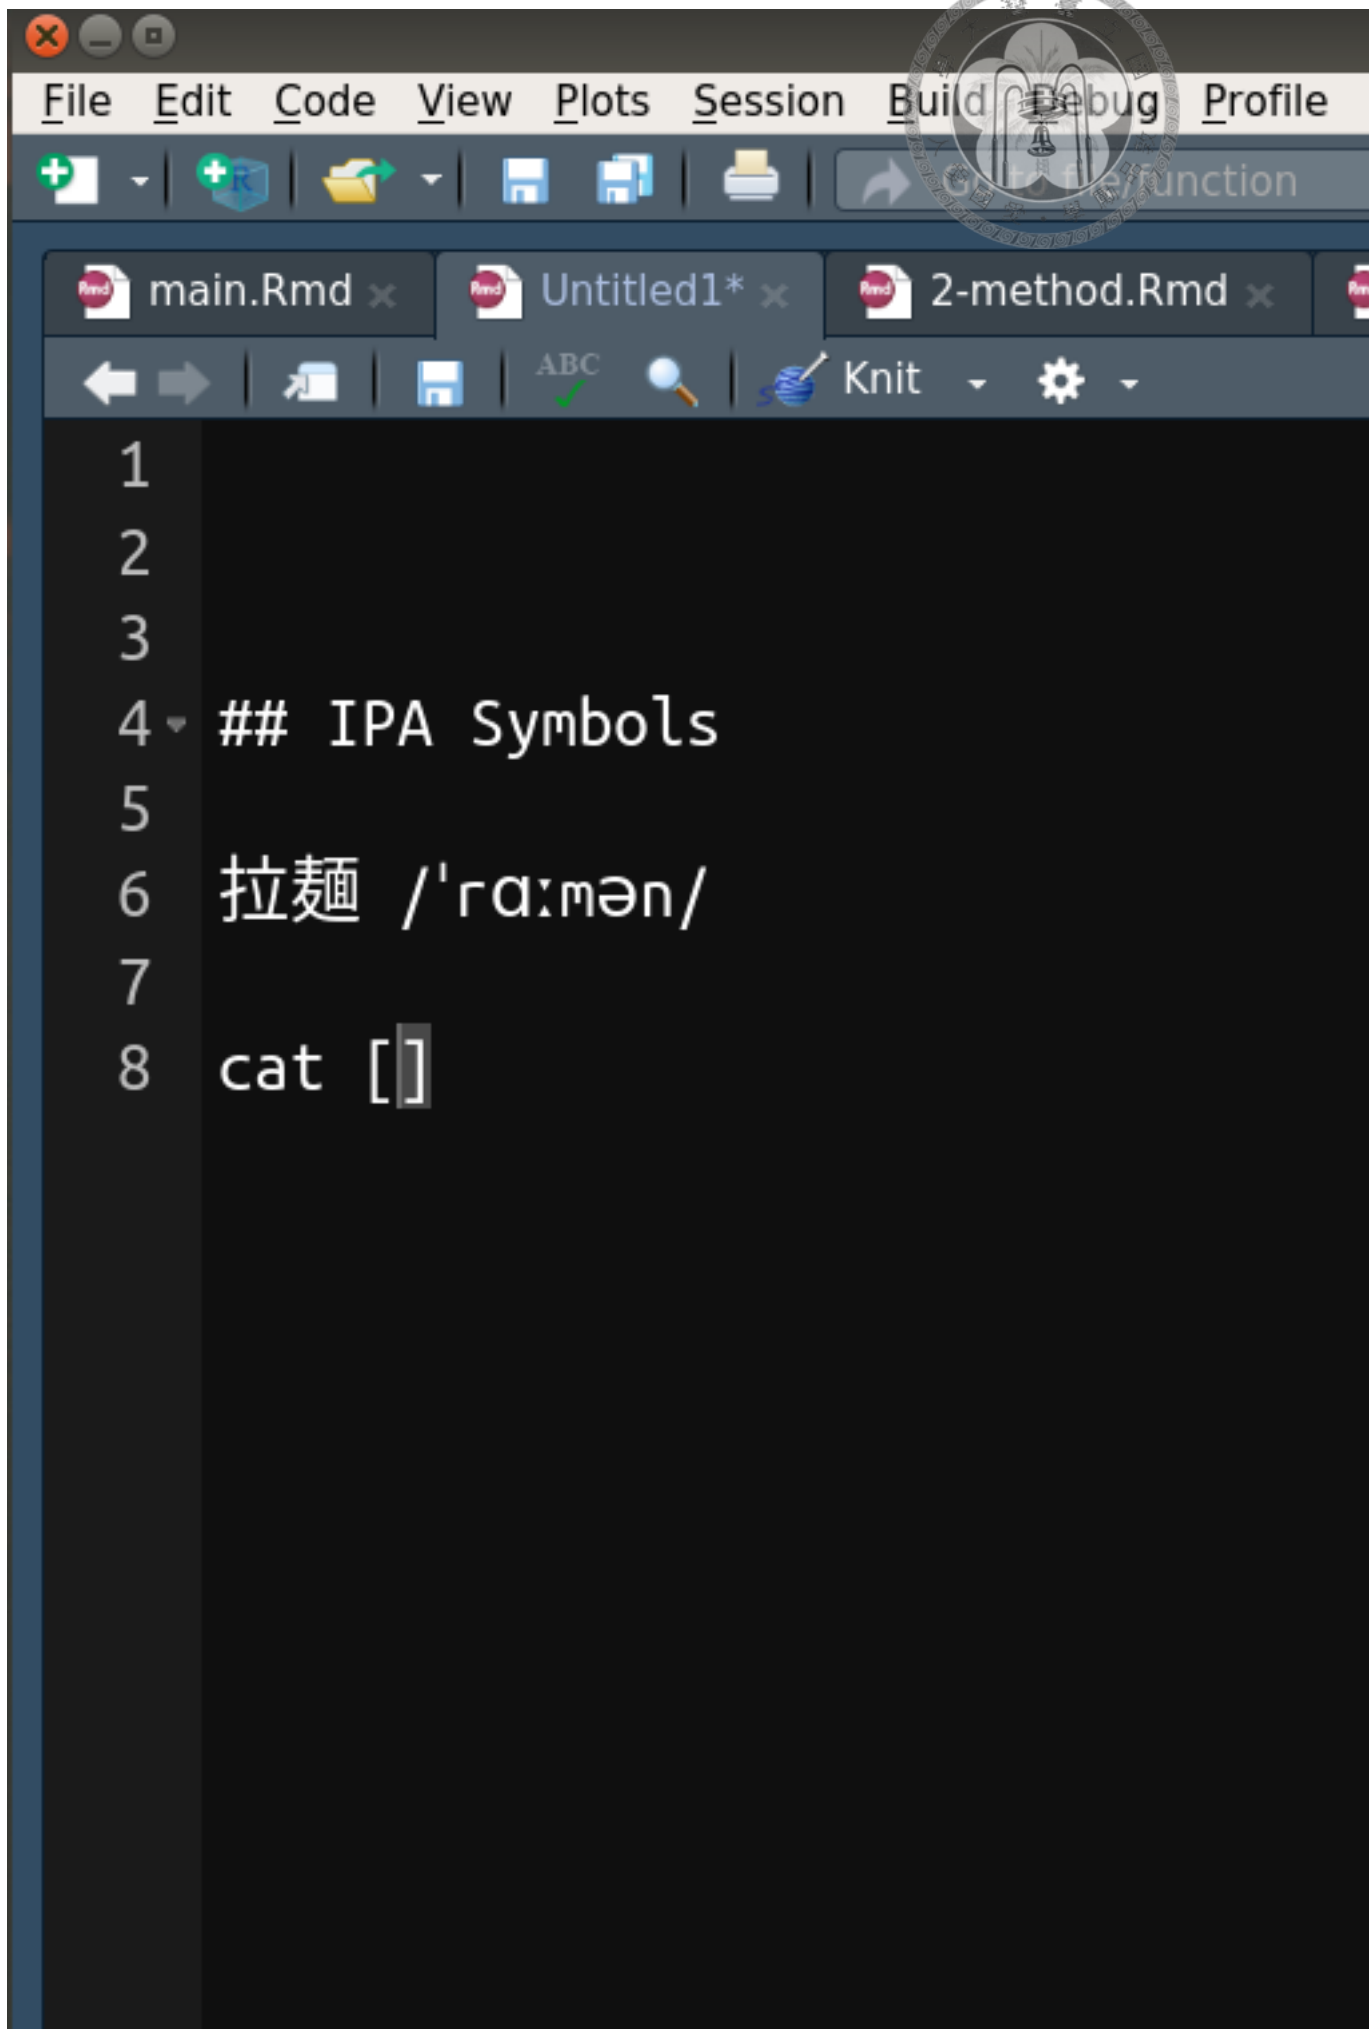 File Edit Code View Plots Session Build Debug Profile
Go to file/function
main.Rmd Untitled1* 2-method.Rmd
ABC Knit
1
2
3
4 ## IPA Symbols
5
6 拉麺 /ˈrɑːmən/
7
8 cat []